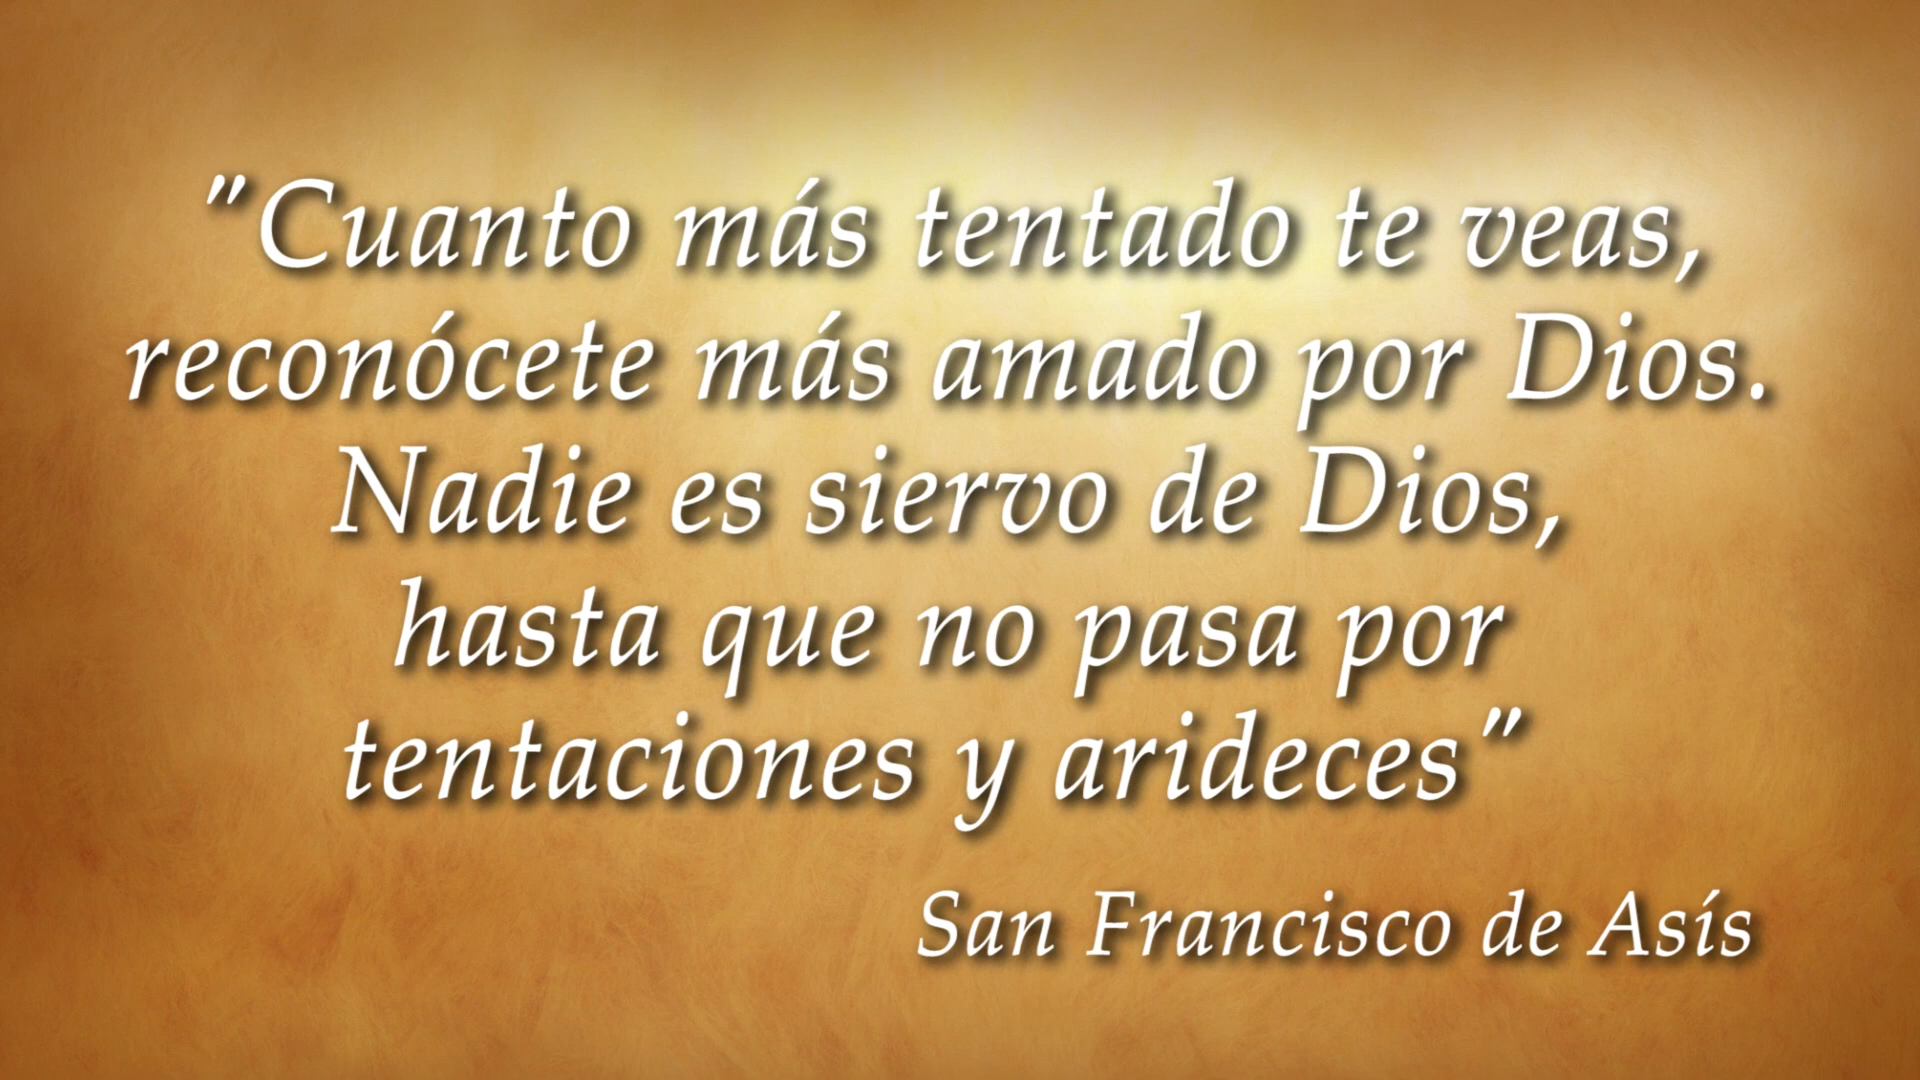 "Cuanto más tentado te veas,
reconócete más amado por Dios.
Nadie es siervo de Dios,
hasta que no pasa por
tentaciones y arideces"
San Francisco de Asís